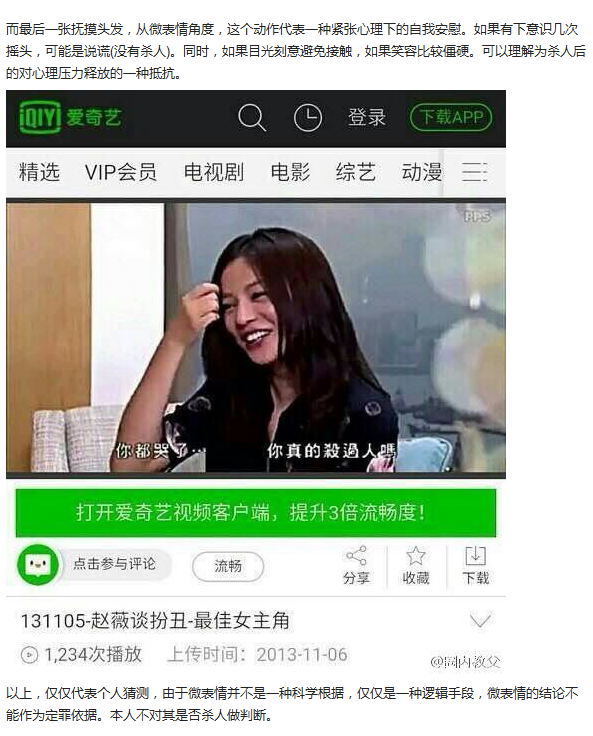 而最后一张抚摸头发，从微表情角度，这个动作代表一种紧张心理下的自我安慰。如果有下意识几次
摇头，可能是说谎(没有杀人)。同时，如果目光刻意避免接触，如果笑容比较僵硬。可以理解为杀人后
的对心理压力释放的一种抵抗。
iQIYI 爱奇艺 登录 下载APP
精选 VIP会员 电视剧 电影 综艺 动漫
PPS
你都哭了… 你真的殺過人嗎
打开爱奇艺视频客户端，提升3倍流畅度！
点击参与评论 流畅 分享 收藏 下载
131105-赵薇谈扮丑-最佳女主角
1,234次播放 上传时间：2013-11-06
@国内教父
以上，仅仅代表个人猜测，由于微表情并不是一种科学根据，仅仅是一种逻辑手段，微表情的结论不
能作为定罪依据。本人不对其是否杀人做判断。